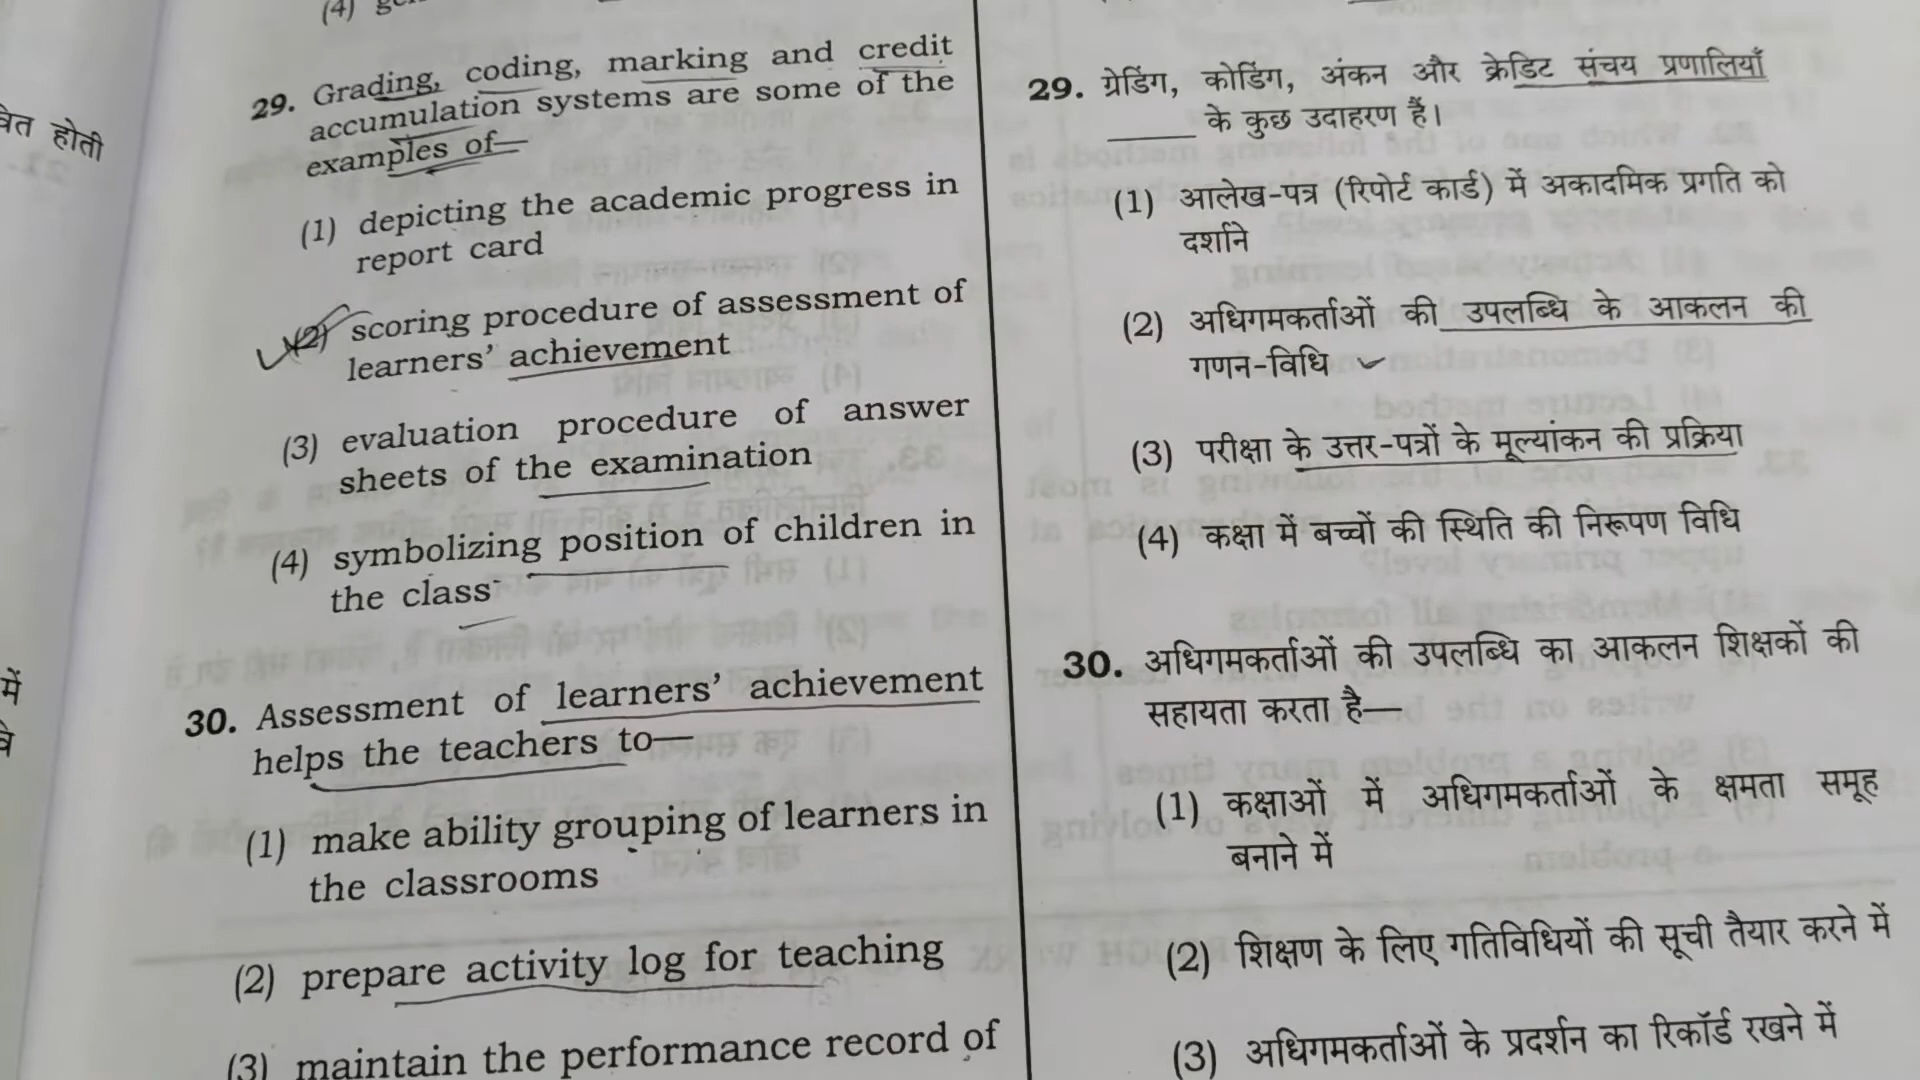 (4)
वेत होती
में
29. Grading, coding, marking and credit
accumulation systems are some of the
examples of—
(1) depicting the academic progress in
report card
(2) scoring procedure of assessment of
learners' achievement
(3) evaluation procedure of answer
sheets of the examination
(4) symbolizing position of children in
the class
30. Assessment of learners' achievement
helps the teachers to—
(1) make ability grouping of learners in
the classrooms
(2) prepare activity log for teaching
(3) maintain the performance record of
29. ग्रेडिंग, कोडिंग, अंकन और क्रेडिट संचय प्रणालियाँ
_____ के कुछ उदाहरण हैं।
(1) आलेख-पत्र (रिपोर्ट कार्ड) में अकादमिक प्रगति को
दर्शाने
(2) अधिगमकर्ताओं की उपलब्धि के आकलन की
गणन-विधि
(3) परीक्षा के उत्तर-पत्रों के मूल्यांकन की प्रक्रिया
(4) कक्षा में बच्चों की स्थिति की निरूपण विधि
30. अधिगमकर्ताओं की उपलब्धि का आकलन शिक्षकों की
सहायता करता है—
(1) कक्षाओं में अधिगमकर्ताओं के क्षमता समूह
बनाने में
(2) शिक्षण के लिए गतिविधियों की सूची तैयार करने में
(3) अधिगमकर्ताओं के प्रदर्शन का रिकॉर्ड रखने में